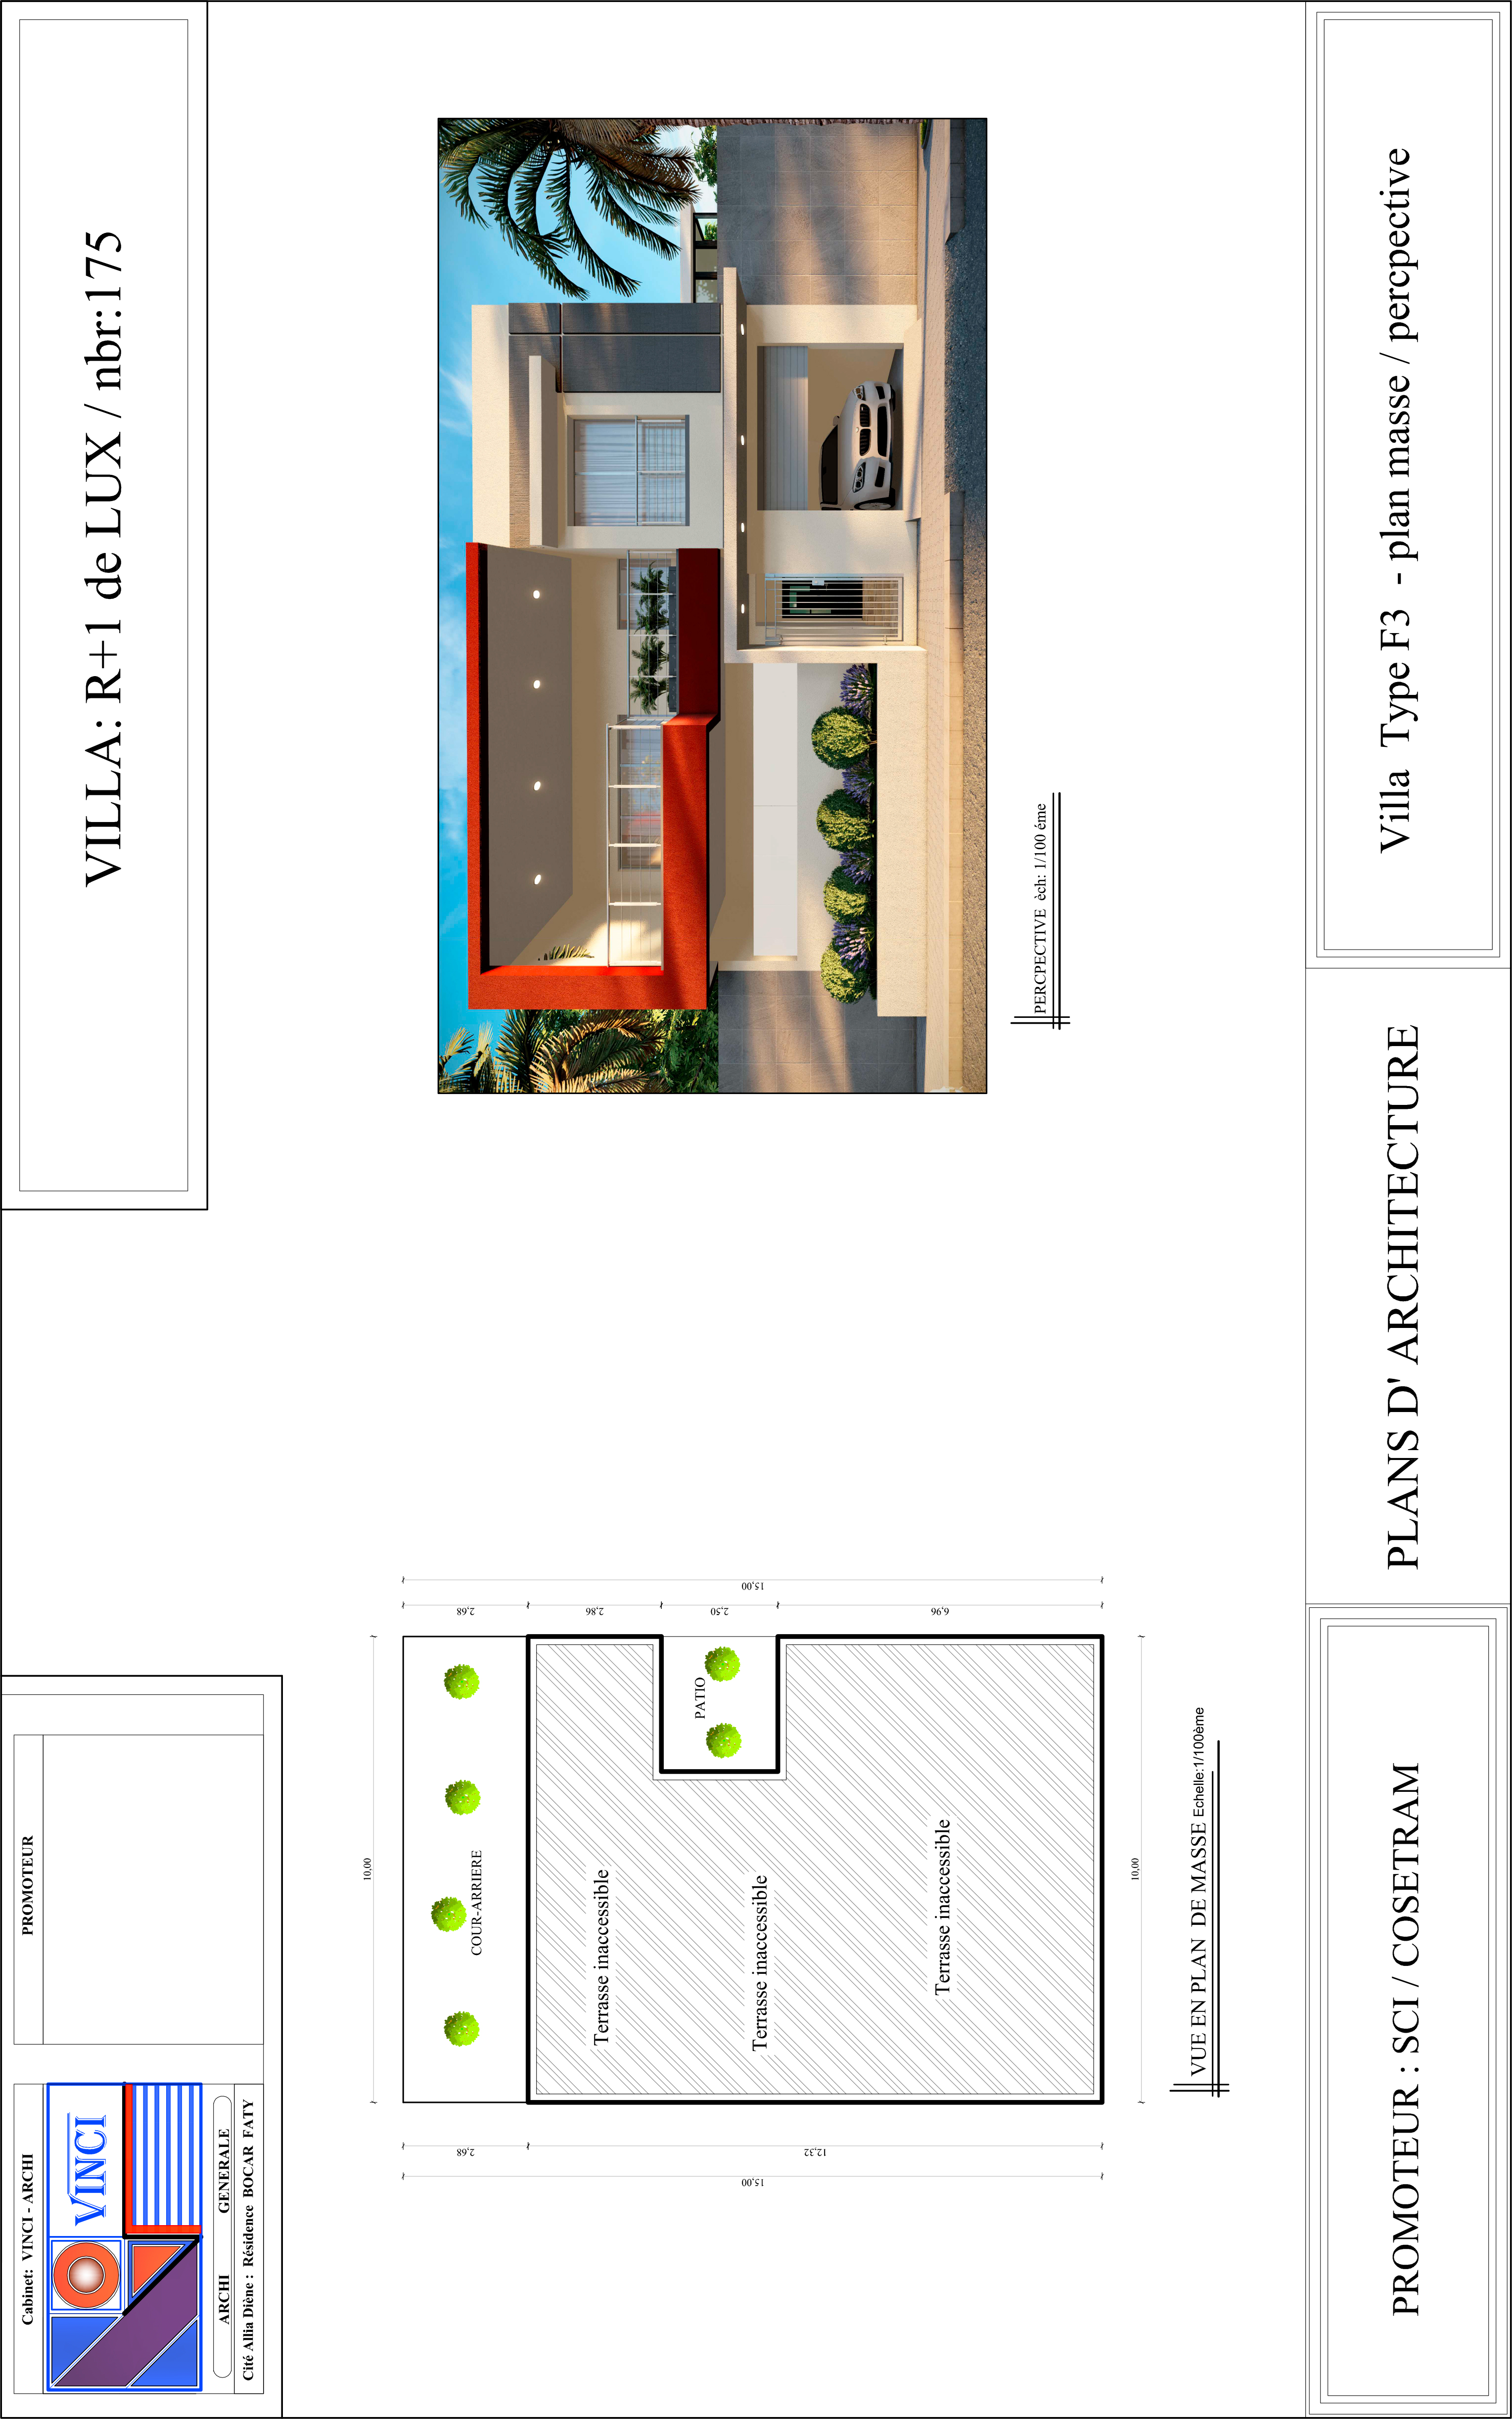 Cabinet: VINCI - ARCHI
VINCI
ARCHI GENERALE
Cité Allia Diène : Résidence BOCAR FATY
PROMOTEUR
VILLA: R+1 de LUX / nbr:175
10,00
2,68
15,00
12,32
COUR-ARRIERE
Terrasse inaccessible
PATIO
Terrasse inaccessible
Terrasse inaccessible
2,68
2,86
2,50
15,00
6,96
10,00
VUE EN PLAN DE MASSE Echelle:1/100ème
PERCPECTIVE èch: 1/100 éme
PROMOTEUR : SCI / COSETRAM
PLANS D' ARCHITECTURE
Villa Type F3 - plan masse / percpective